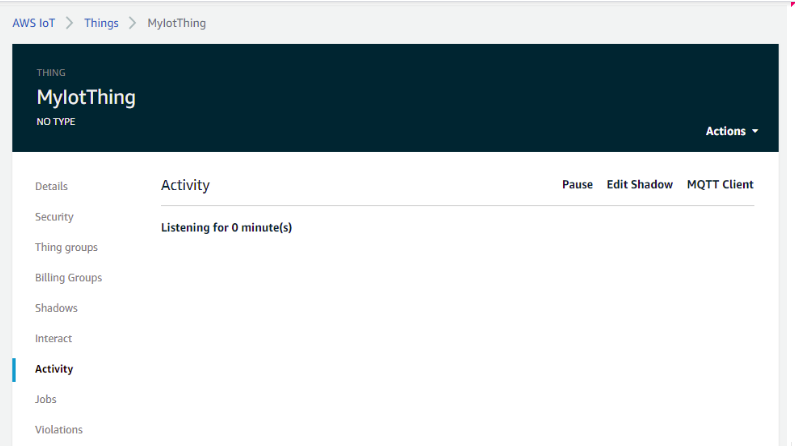 AWS IoT > Things > MyIotThing
THING
MyIotThing
NO TYPE
Actions
Details
Security
Thing groups
Billing Groups
Shadows
Interact
Activity
Jobs
Violations
Activity Pause Edit Shadow MQTT Client
Listening for 0 minute(s)